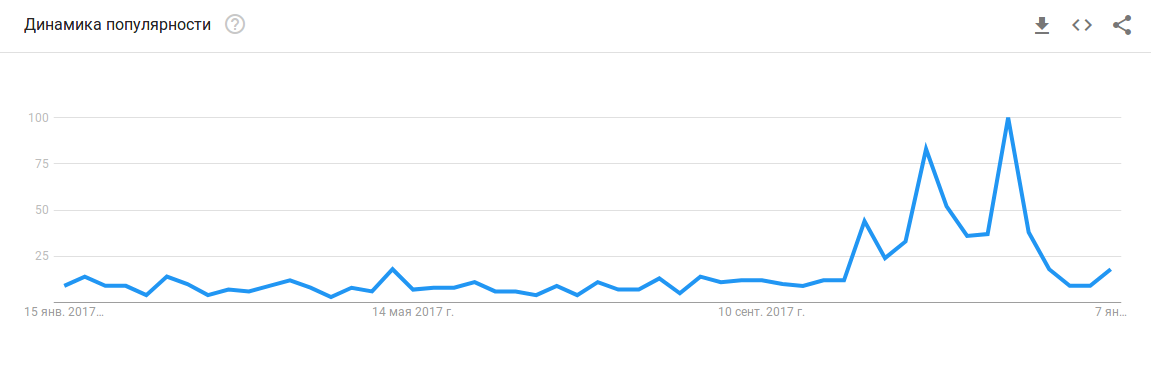 Динамика популярности ?
100
75
50
25
15 янв. 2017...
14 мая 2017 г.
10 сент. 2017 г.
7 ян...